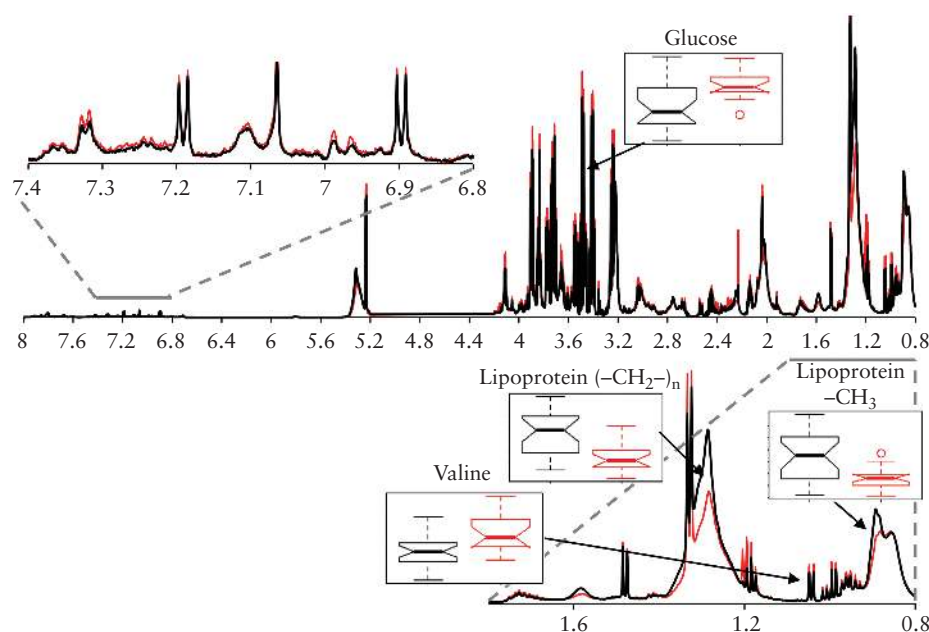 Glucose
7.4 7.3 7.2 7.1 7 6.9 6.8
8 7.6 7.2 6.8 6.4 6 5.6 5.2 4.8 4.4 4 3.6 3.2 2.8 2.4 2 1.6 1.2 0.8
Lipoprotein (–CH₂–)ₙ
Lipoprotein
–CH₃
Valine
1.6 1.2 0.8